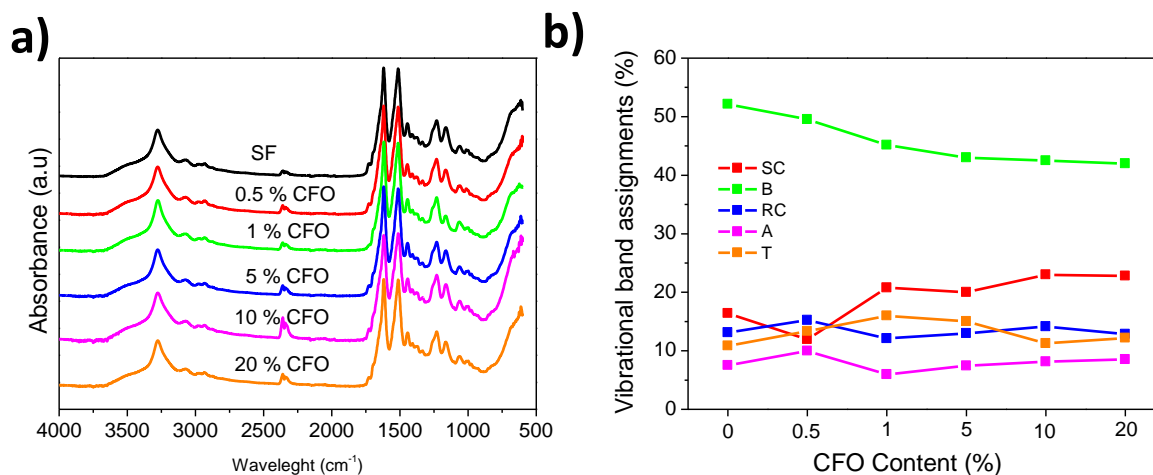 a)
Absorbance (a.u)
SF
0.5 % CFO
1 % CFO
5 % CFO
10 % CFO
20 % CFO
4000 3500 3000 2500 2000 1500 1000 500
Waveleght (cm-1)
b)
Vibrational band assignments (%)
60
50
40
30
20
10
0
SC
B
RC
A
T
0 0.5 1 5 10 20
CFO Content (%)